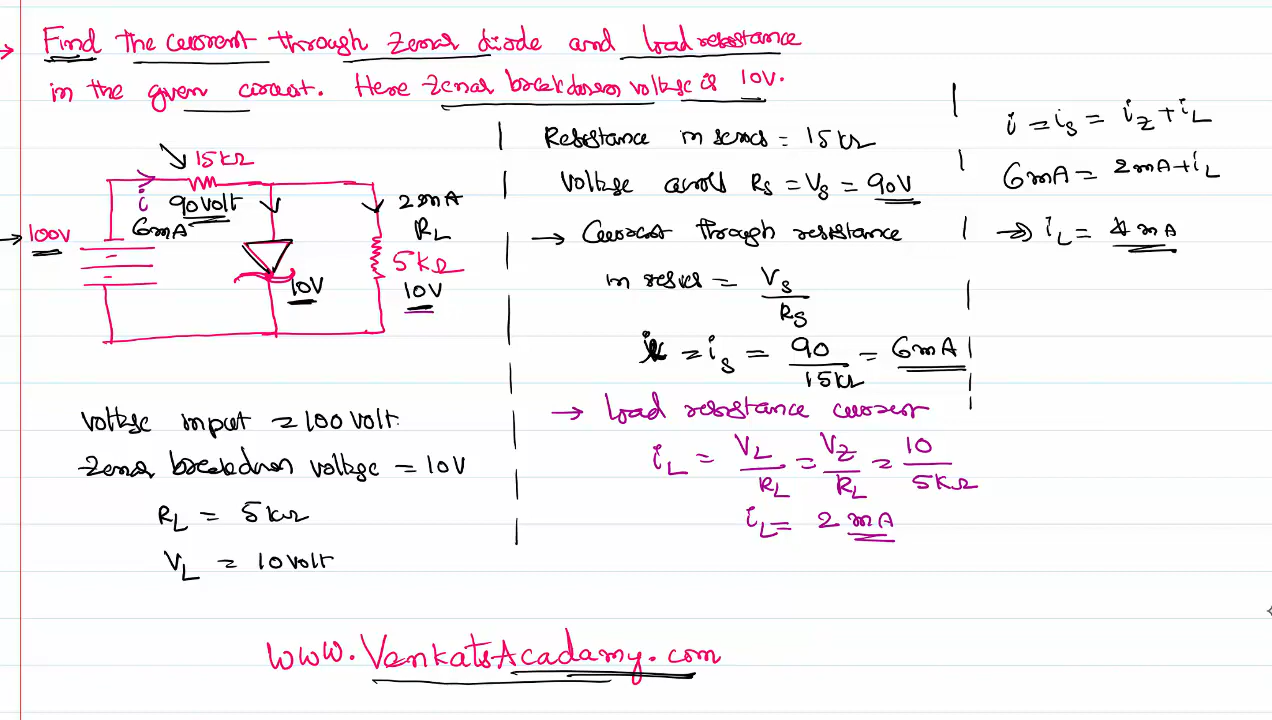 Find the current through zenar diode and load resistance
in the given circuit. Here Zenar breakdown voltage is 10V.
15kΩ
i
90volt
6mA
100V
10V
2mA
RL
5kΩ
10V
Voltage input = 100 volt.
Zenar breakdown voltage = 10V
RL = 5kΩ
VL = 10volt
Resistance in series = 15kΩ
Voltage across Rs = Vs = 90V
→ Current through resistance
in series = Vs/Rs
= is = 90/15kΩ = 6mA
→ load resistance current
iL = VL/RL = VZ/RL = 10/5kΩ
iL = 2mA
i = is = iZ + iL
6mA = 2mA + iL
⇒ iL = 4mA
www.VenkatsAcadamy.com